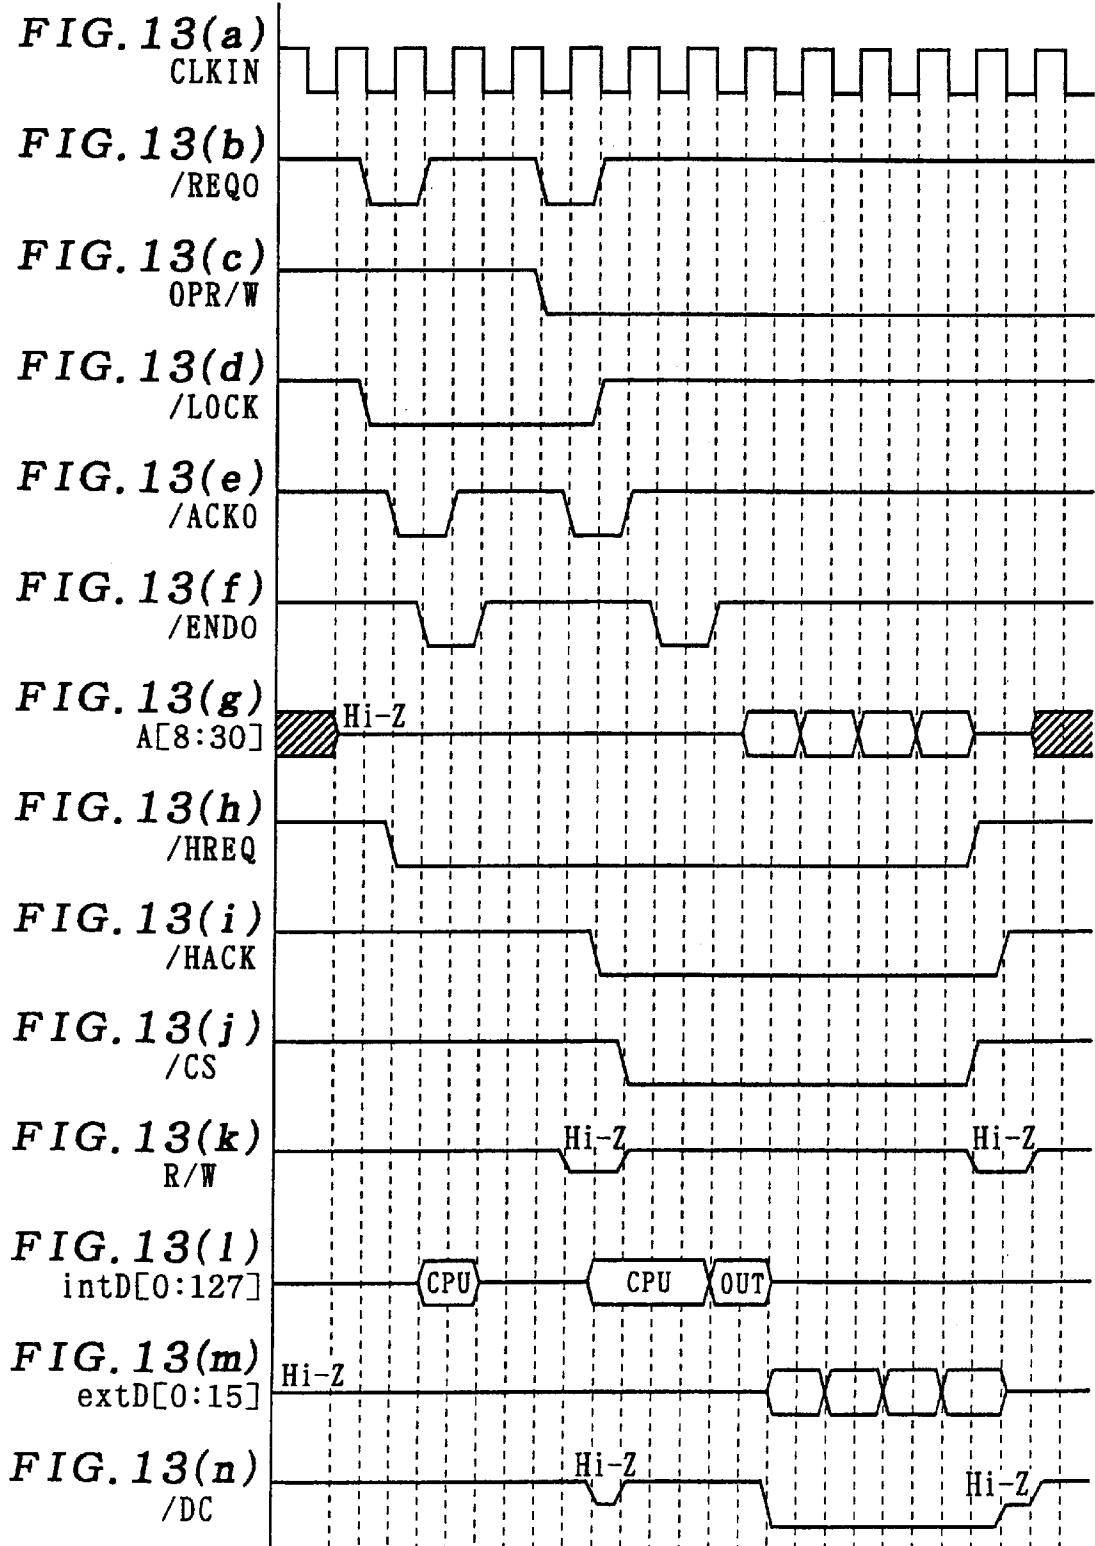 FIG.13(a)
CLKIN
FIG.13(b)
/REQ0
FIG.13(c)
OPR/W
FIG.13(d)
/LOCK
FIG.13(e)
/ACK0
FIG.13(f)
/END0
FIG.13(g)
Hi-Z
A[8:30]
FIG.13(h)
/HREQ
FIG.13(i)
/HACK
FIG.13(j)
/CS
FIG.13(k)
Hi-Z Hi-Z
R/W
FIG.13(l)
intD[0:127] CPU CPU OUT
FIG.13(m)
Hi-Z
extD[0:15]
FIG.13(n)
Hi-Z Hi-Z
/DC